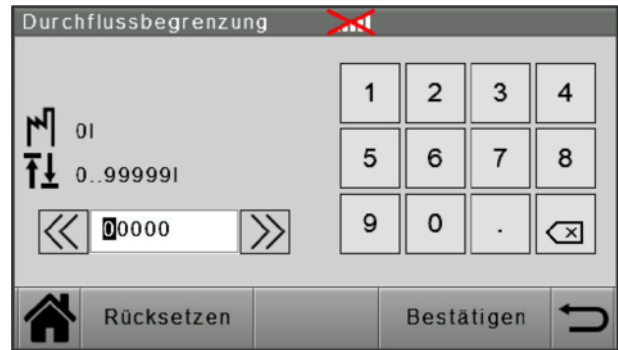 Durchflussbegrenzung
1 2 3 4
0l
5 6 7 8
0..99999l
00000
9 0 .
Rücksetzen Bestätigen